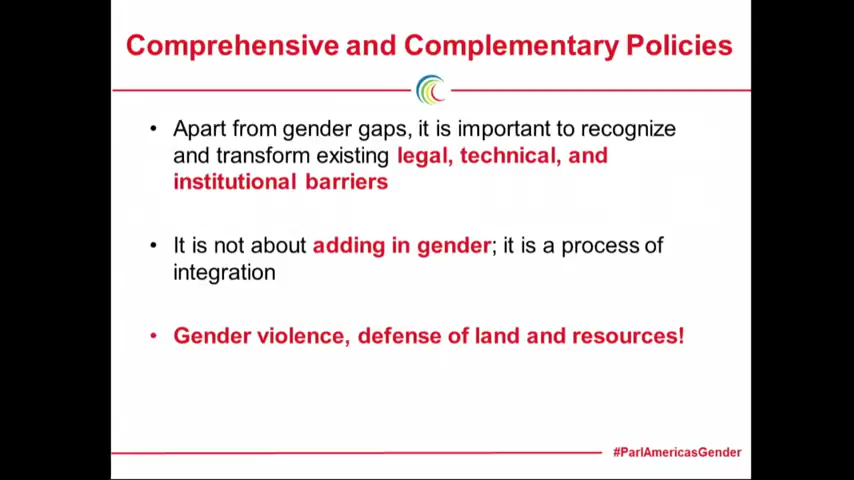 Comprehensive and Complementary Policies
• Apart from gender gaps, it is important to recognize
and transform existing legal, technical, and
institutional barriers
• It is not about adding in gender; it is a process of
integration
• Gender violence, defense of land and resources!
#ParlAmericasGender